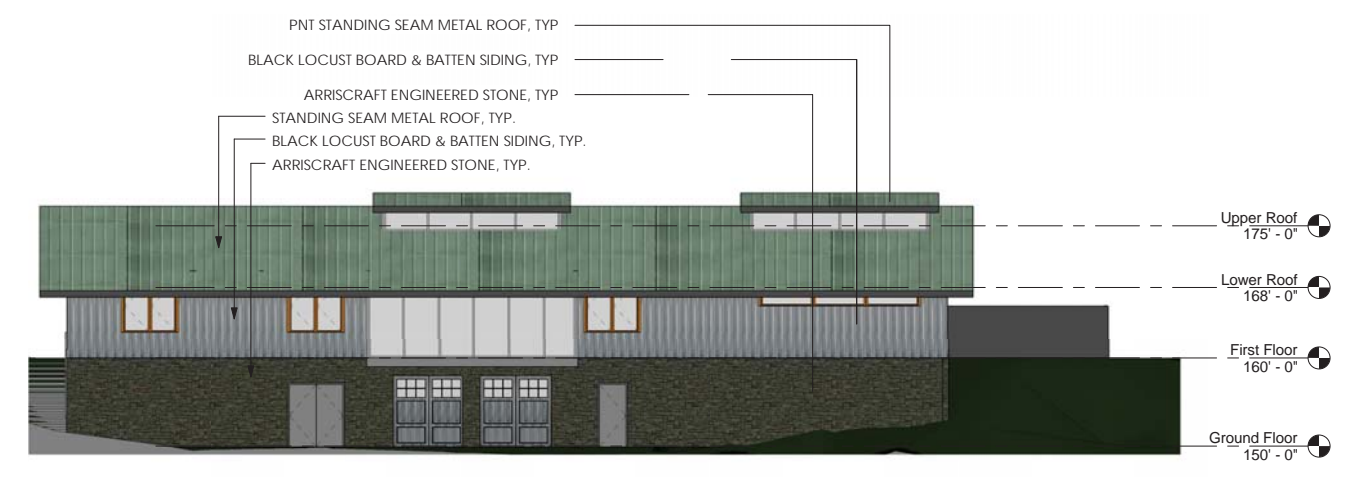 PNT STANDING SEAM METAL ROOF, TYP
BLACK LOCUST BOARD & BATTEN SIDING, TYP
ARRISCRAFT ENGINEERED STONE, TYP
STANDING SEAM METAL ROOF, TYP.
BLACK LOCUST BOARD & BATTEN SIDING, TYP.
ARRISCRAFT ENGINEERED STONE, TYP.
Upper Roof
175' - 0"
Lower Roof
168' - 0"
First Floor
160' - 0"
Ground Floor
150' - 0"